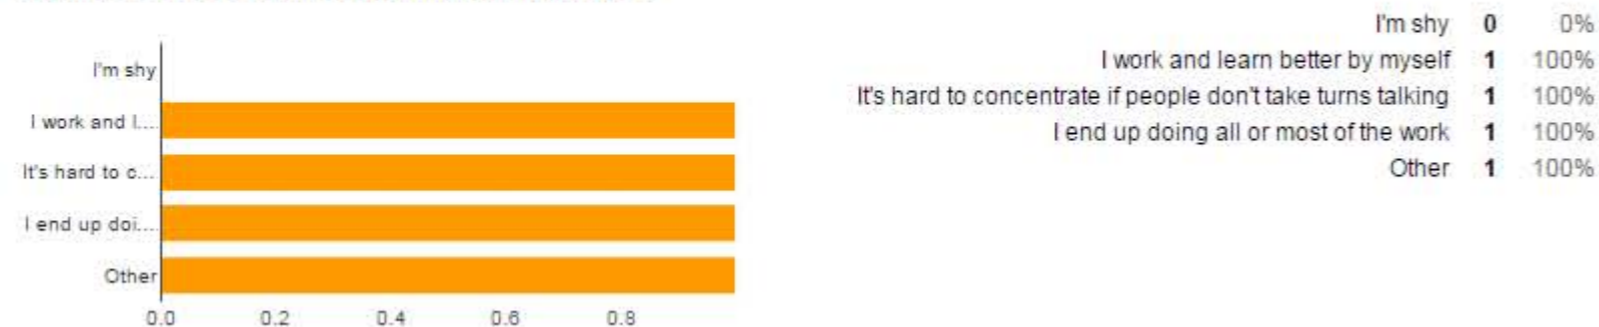 I'm shy
I work and l....
It's hard to c...
I end up doi....
Other
0.0 0.2 0.4 0.6 0.8
I'm shy 0 0%
I work and learn better by myself 1 100%
It's hard to concentrate if people don't take turns talking 1 100%
I end up doing all or most of the work 1 100%
Other 1 100%